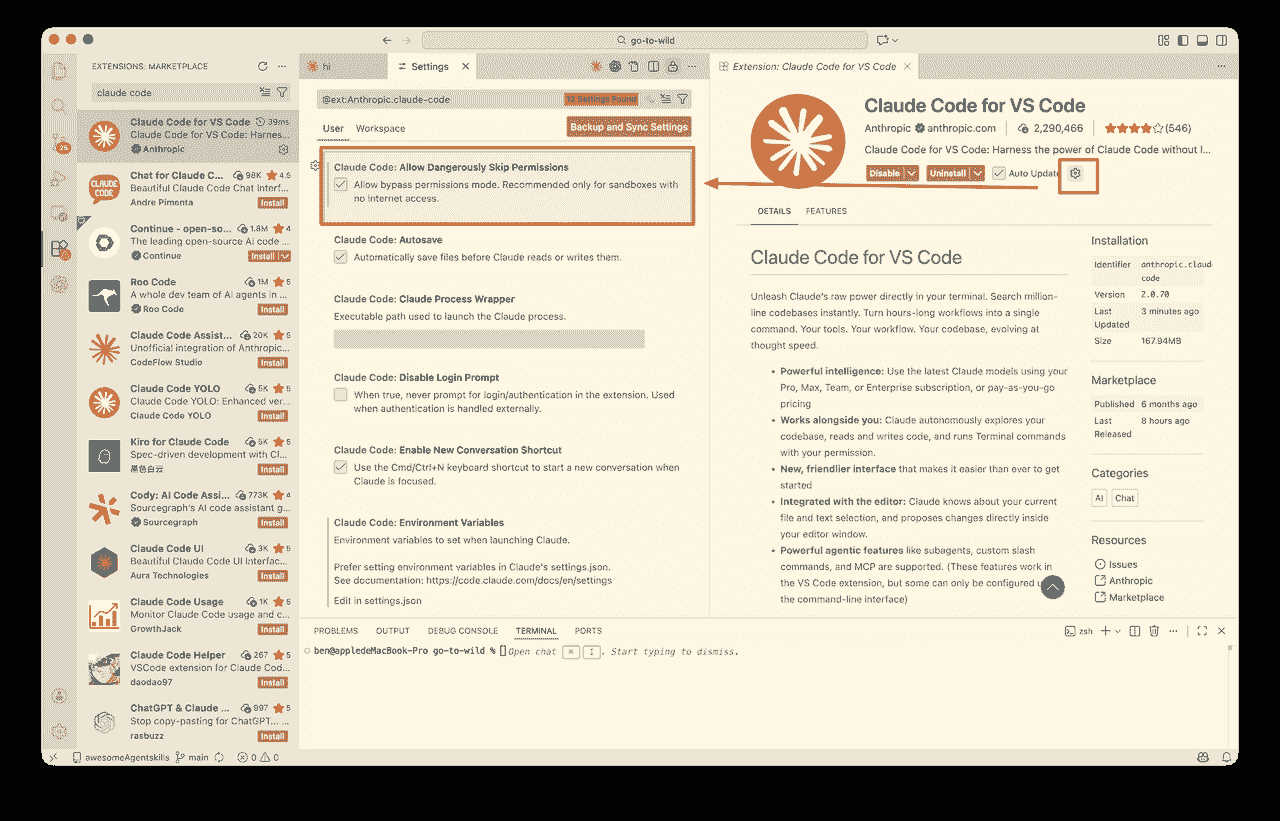 go-to-wild
EXTENSIONS: MARKETPLACE
claude code
Claude Code for VS Code 39ms
Claude Code for VS Code: Harness...
Anthropic
Chat for Claude C... 98K 4.5
Beautiful Claude Code Chat Interf...
Andre Pimenta Install
Continue - open-so... 1.8M 4
The leading open-source AI code ...
Continue Install
Roo Code 1M 5
A whole dev team of AI agents in ...
Roo Code Install
Claude Code Assist... 20K 5
Unofficial integration of Anthropic...
CodeFlow Studio Install
Claude Code YOLO 5K 5
Claude Code YOLO: Enhanced ver...
Claude Code YOLO Install
Kiro for Claude Code 5K 5
Spec-driven development with Cl...
黑色白云 Install
Cody: AI Code Assi... 773K 4
Sourcegraph's AI code assistant g...
Sourcegraph Install
Claude Code UI 3K 5
Beautiful Claude Code UI Interfac...
Aura Technologies Install
Claude Code Usage 1K 5
Monitor Claude Code usage and c...
GrowthJack Install
Claude Code Helper 267 5
VSCode extension for Claude Cod...
daodao97 Install
ChatGPT & Claude ... 997 5
Stop copy-pasting for ChatGPT... ...
rasbuzz Install
26
CLAUDE CODE
hi
Settings
@ext:Anthropic.claude-code
12 Settings Found
User Workspace
Backup and Sync Settings
Claude Code: Allow Dangerously Skip Permissions
Allow bypass permissions mode. Recommended only for sandboxes with
no internet access.
Claude Code: Autosave
Automatically save files before Claude reads or writes them.
Claude Code: Claude Process Wrapper
Executable path used to launch the Claude process.
Claude Code: Disable Login Prompt
When true, never prompt for login/authentication in the extension. Used
when authentication is handled externally.
Claude Code: Enable New Conversation Shortcut
Use the Cmd/Ctrl+N keyboard shortcut to start a new conversation when
Claude is focused.
Claude Code: Environment Variables
Environment variables to set when launching Claude.
Prefer setting environment variables in Claude's settings.json.
See documentation: https://code.claude.com/docs/en/settings
Edit in settings.json
Extension: Claude Code for VS Code
Claude Code for VS Code
Anthropic anthropic.com 2,290,466 (546)
Claude Code for VS Code: Harness the power of Claude Code without l...
Disable Uninstall Auto Update
DETAILS FEATURES
Claude Code for VS Code
Unleash Claude's raw power directly in your terminal. Search million-
line codebases instantly. Turn hours-long workflows into a single
command. Your tools. Your workflow. Your codebase, evolving at
thought speed.
• Powerful intelligence: Use the latest Claude models using your
Pro, Max, Team, or Enterprise subscription, or pay-as-you-go
pricing
• Works alongside you: Claude autonomously explores your
codebase, reads and writes code, and runs Terminal commands
with your permission.
• New, friendlier interface that makes it easier than ever to get
started
• Integrated with the editor: Claude knows about your current
file and text selection, and proposes changes directly inside
your editor window.
• Powerful agentic features like subagents, custom slash
commands, and MCP are supported. (These features work in
the VS Code extension, but some can only be configured
the command-line interface)
Installation
Identifier anthropic.claud
code
Version 2.0.70
Last 3 minutes ago
Updated
Size 167.94MB
Marketplace
Published 6 months ago
Last 8 hours ago
Released
Categories
AI Chat
Resources
Issues
Anthropic
Marketplace
PROBLEMS OUTPUT DEBUG CONSOLE TERMINAL PORTS
zsh
ben@appledeMacBook-Pro go-to-wild % Open chat ⌘ I. Start typing to dismiss.
awesomeAgentskills main 0 0